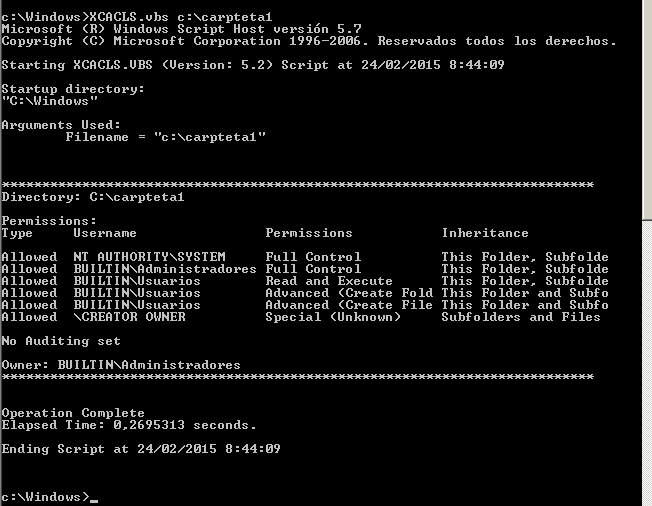 c:\Windows>XCACLS.vbs c:\carpteta1
Microsoft (R) Windows Script Host versión 5.7
Copyright (C) Microsoft Corporation 1996-2006. Reservados todos los derechos.
Starting XCACLS.VBS (Version: 5.2) Script at 24/02/2015 8:44:09
Startup directory:
"C:\Windows"
Arguments Used:
Filename = "c:\carpteta1"
**************************************************************************
Directory: C:\carpteta1
Permissions:
Type Username Permissions Inheritance
Allowed NT AUTHORITY\SYSTEM Full Control This Folder, Subfolde
Allowed BUILTIN\Administradores Full Control This Folder, Subfolde
Allowed BUILTIN\Usuarios Read and Execute This Folder, Subfolde
Allowed BUILTIN\Usuarios Advanced (Create Fold This Folder and Subfo
Allowed BUILTIN\Usuarios Advanced (Create File This Folder and Subfo
Allowed \CREATOR OWNER Special (Unknown) Subfolders and Files
No Auditing set
Owner: BUILTIN\Administradores
**************************************************************************
Operation Complete
Elapsed Time: 0,2695313 seconds.
Ending Script at 24/02/2015 8:44:09
c:\Windows>_